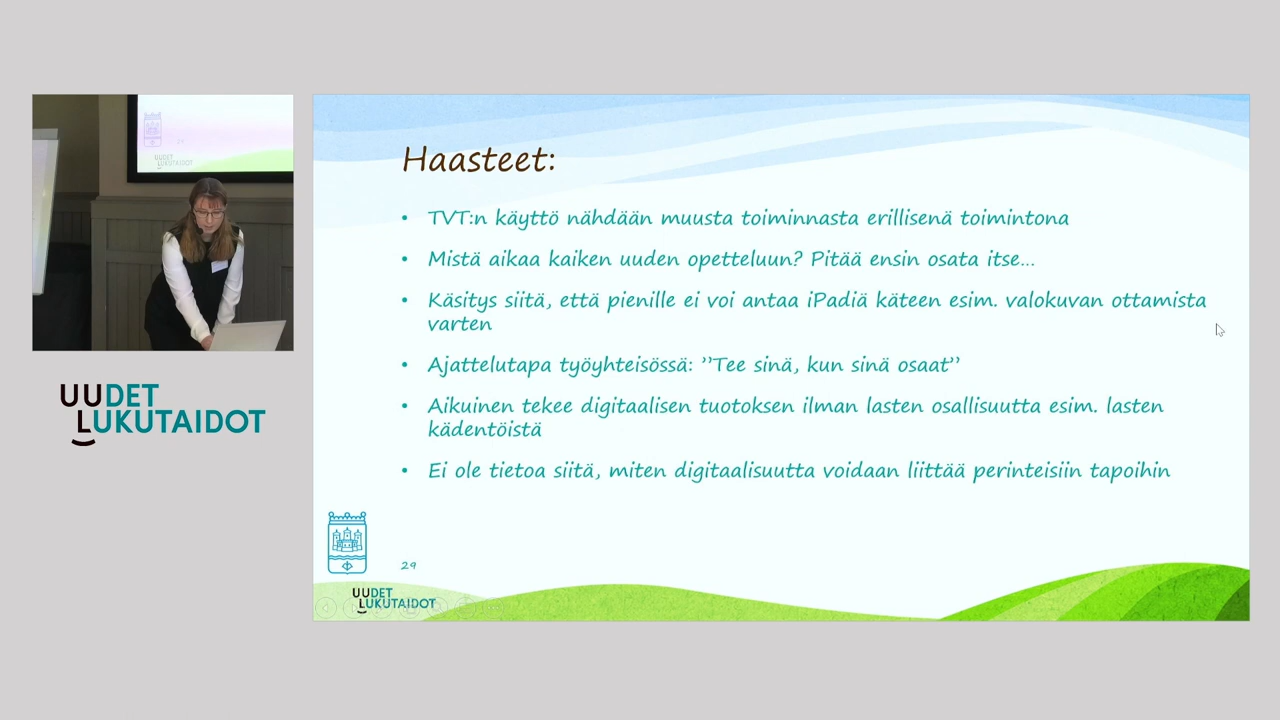 UUDET
LUKUTAIDOT
Haasteet:
• TVT:n käyttö nähdään muusta toiminnasta erillisenä toimintona
• Mistä aikaa kaiken uuden opetteluun? Pitää ensin osata itse...
• Käsitys siitä, että pienille ei voi antaa iPadiä käteen esim. valokuvan ottamista
varten
• Ajattelutapa työyhteisössä: ”Tee sinä, kun sinä osaat”
• Aikuinen tekee digitaalisen tuotoksen ilman lasten osallisuutta esim. lasten
kädentöistä
• Ei ole tietoa siitä, miten digitaalisuutta voidaan liittää perinteisiin tapoihin
29
UUDET
LUKUTAIDOT